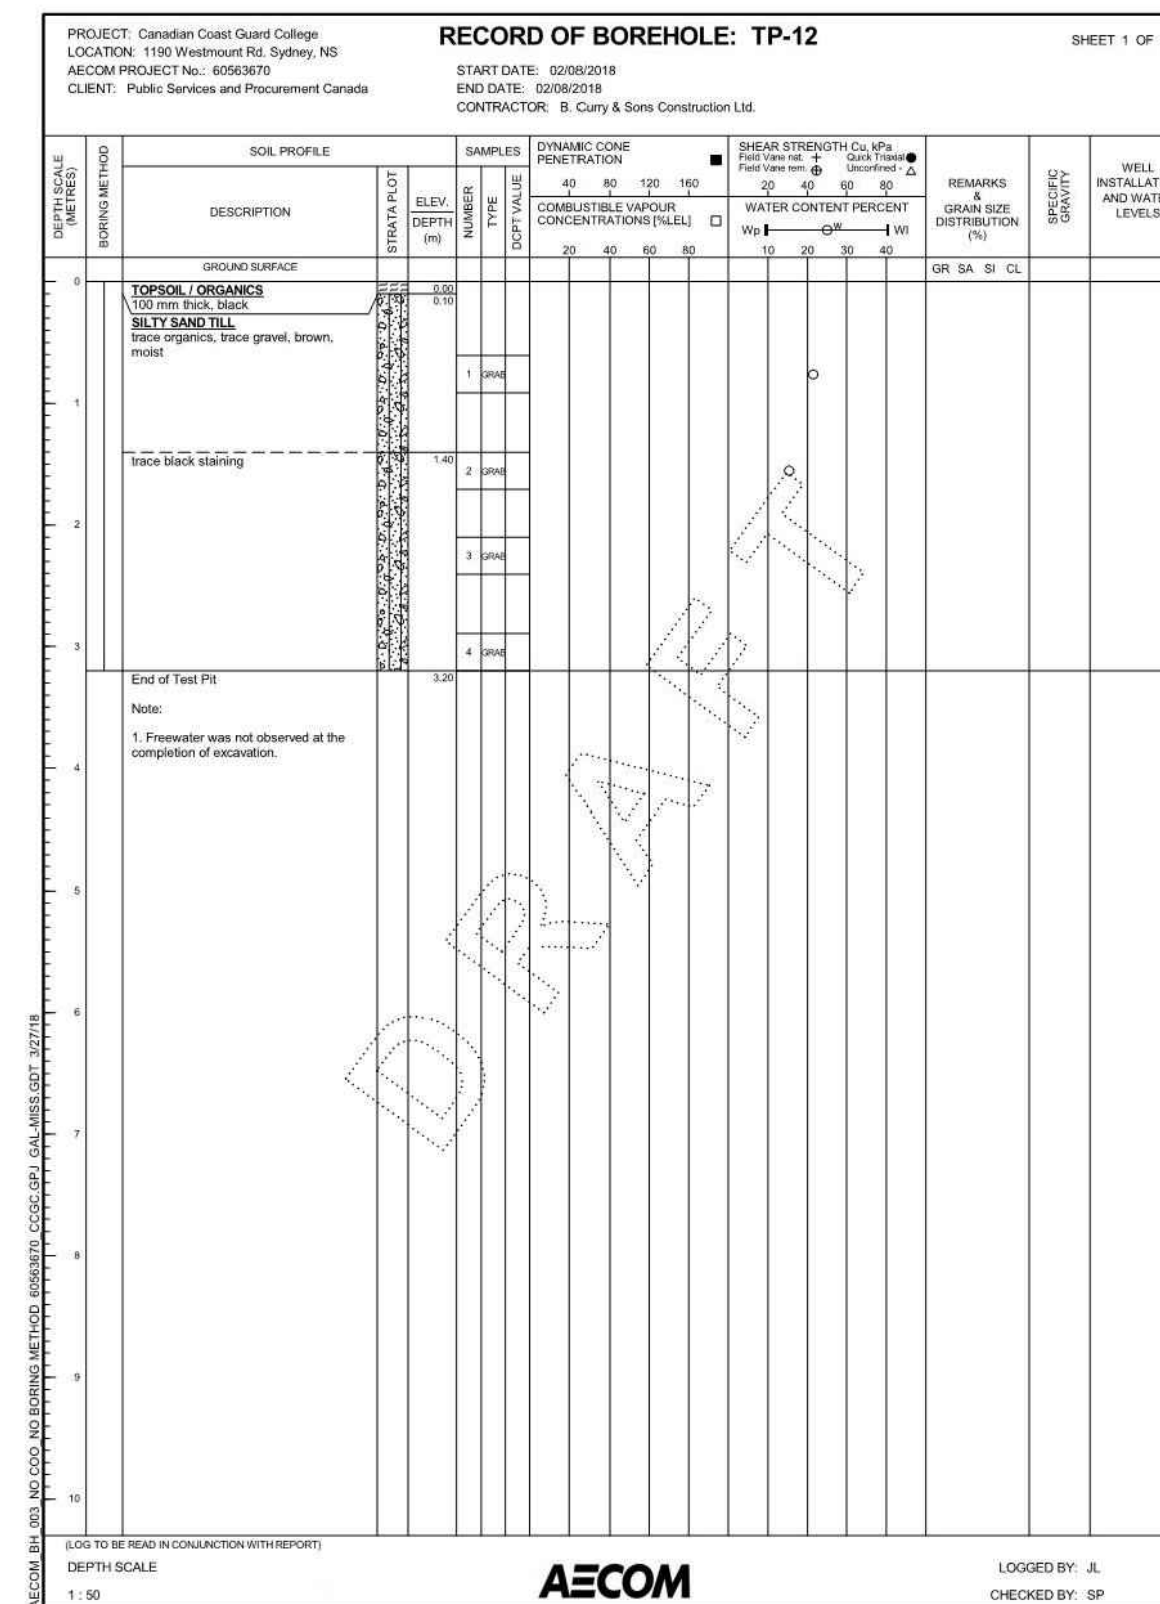 PROJECT: Canadian Coast Guard College
LOCATION: 1190 Westmount Rd. Sydney, NS
AECOM PROJECT No.: 60563670
CLIENT: Public Services and Procurement Canada
RECORD OF BOREHOLE: TP-12
START DATE: 02/08/2018
END DATE: 02/08/2018
CONTRACTOR: B. Curry & Sons Construction Ltd.
SHEET 1 OF
DEPTH SCALE
(METRES)
BORING METHOD
SOIL PROFILE
DESCRIPTION
STRATA PLOT
ELEV.
DEPTH
(m)
SAMPLES
NUMBER
TYPE
DCPT VALUE
DYNAMIC CONE
PENETRATION
40 80 120 160
COMBUSTIBLE VAPOUR
CONCENTRATIONS [%LEL]
20 40 60 80
SHEAR STRENGTH Cu, kPa
Field Vane nat. + Quick Triaxial ●
Field Vane rem. ⊕ Unconfined - △
20 40 60 80
WATER CONTENT PERCENT
Wp W Wl
10 20 30 40
REMARKS
&
GRAIN SIZE
DISTRIBUTION
(%)
GR SA SI CL
SPECIFIC
GRAVITY
WELL
INSTALLAT
AND WATE
LEVELS
GROUND SURFACE
0
TOPSOIL / ORGANICS
0.00
100 mm thick, black
0.10
SILTY SAND TILL
trace organics, trace gravel, brown,
moist
1 GRAB
1
trace black staining
1.40
2 GRAB
2
3 GRAB
3
4 GRAB
End of Test Pit
3.20
Note:
1. Freewater was not observed at the
completion of excavation.
4
5
6
7
8
9
10
DRAFT
AECOM_BH_003_NO COO_NO BORING METHOD 60563670_CCGC.GPJ GAL-MISS.GDT 3/27/18
(LOG TO BE READ IN CONJUNCTION WITH REPORT)
DEPTH SCALE
1 : 50
AECOM
LOGGED BY: JL
CHECKED BY: SP